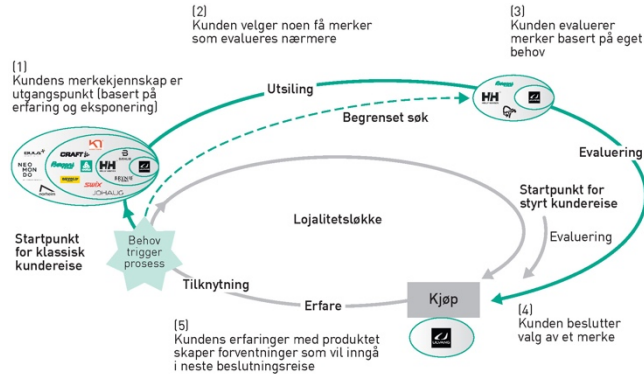 (2)
Kunden velger noen få merker
som evalueres nærmere
(3)
Kunden evaluerer
merker basert på eget
behov
(1)
Kundens merkekjennskap er
utgangspunkt (basert på
erfaring og eksponering)
Utsiling
Begrenset søk
HH
Evaluering
KI
CRAFT
NEO
MONDO
HH
swix
JOHAUG
Startpunkt
for klassisk
kundereise
Behov
trigger
prosess
Lojalitetsløkke
Startpunkt for
styrt kundereise
Evaluering
Tilknytning
Erfare
Kjøp
ULVANG
(4)
Kunden beslutter
valg av et merke
(5)
Kundens erfaringer med produktet
skaper forventninger som vil inngå
i neste beslutningsreise